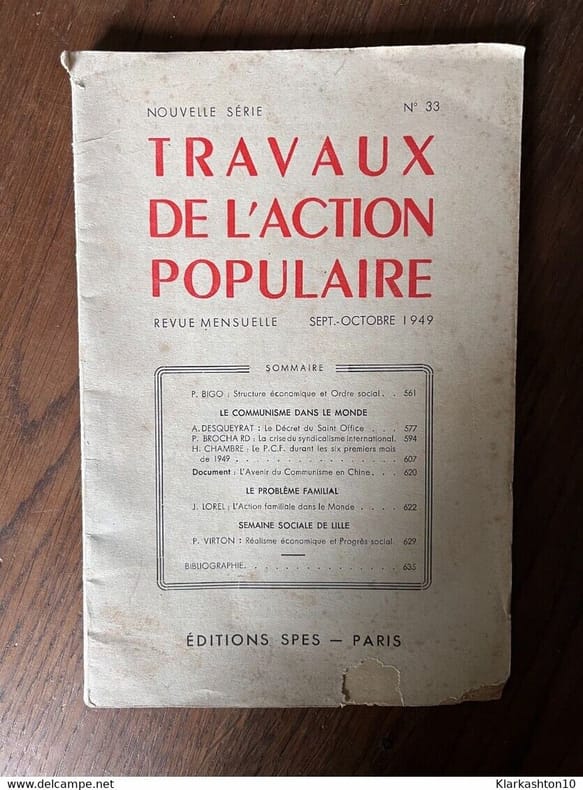 NOUVELLE SÉRIE N° 33
TRAVAUX
DE L'ACTION
POPULAIRE
REVUE MENSUELLE SEPT.-OCTOBRE 1949
SOMMAIRE
P. BIGO : Structure économique et Ordre social. . 561
LE COMMUNISME DANS LE MONDE
A. DESQUEYRAT : Le Décret du Saint Office . . . 577
P. BROCHARD : La crise du syndicalisme international. 594
H. CHAMBRE : Le P.C.F. durant les six premiers mois
de 1949 . . . . . . . . . . . . . . . . 607
Document : L'Avenir du Communisme en Chine. . . 620
LE PROBLÈME FAMILIAL
J. LOREL : L'Action familiale dans le Monde . . . . 622
SEMAINE SOCIALE DE LILLE
P. VIRTON : Réalisme économique et Progrès social 629
BIBLIOGRAPHIE. . . . . . . . . . . . . . . . 635
ÉDITIONS SPES — PARIS
www.delcampe.net
Klarkashton10